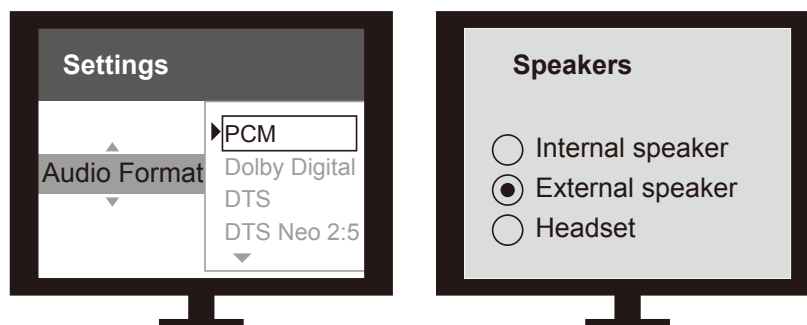 Settings
Audio Format
PCM
Dolby Digital
DTS
DTS Neo 2:5
Speakers
Internal speaker
External speaker
Headset